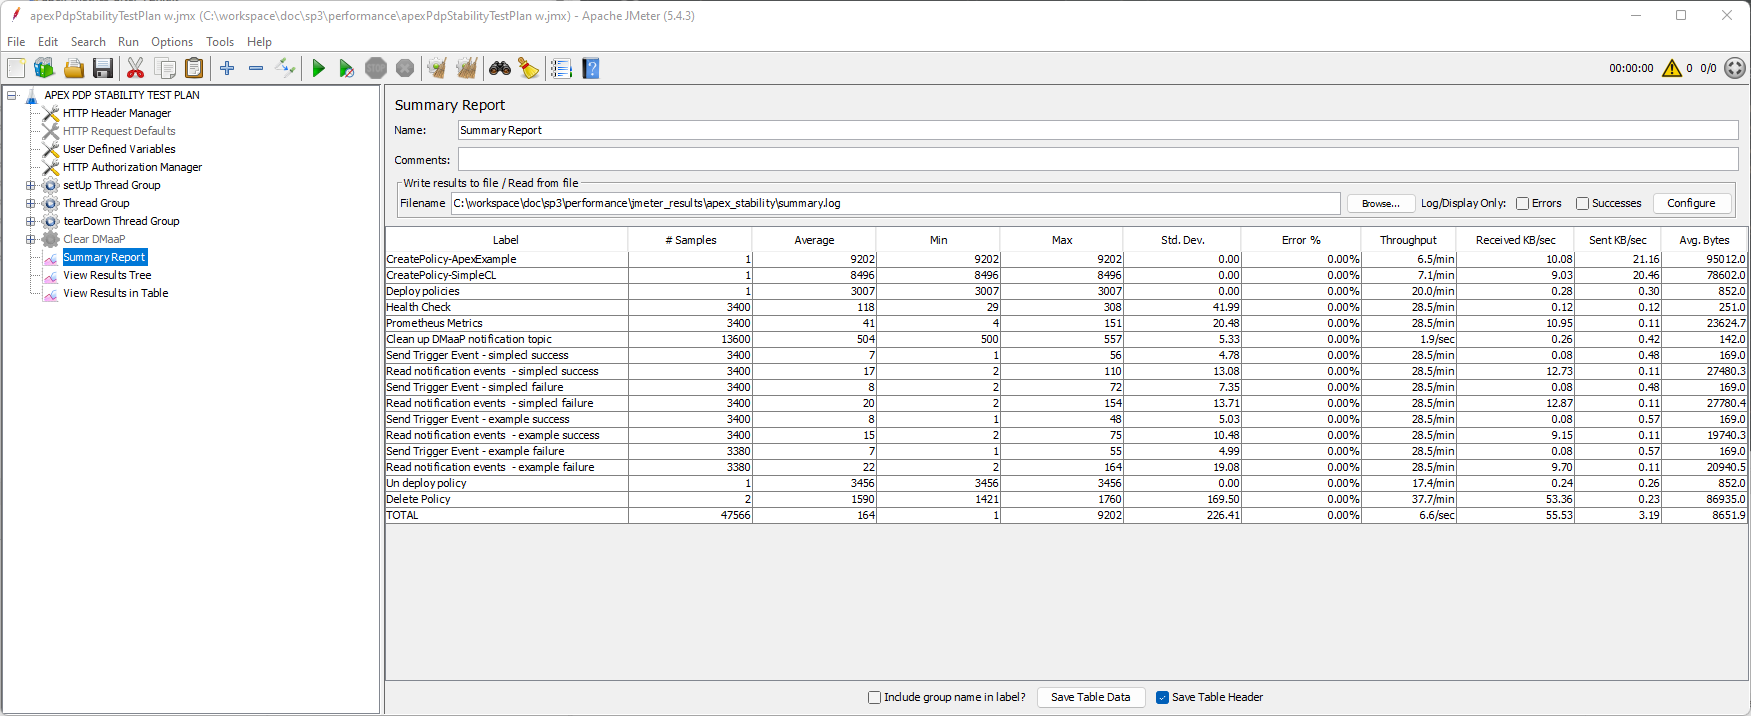 apexPdpStabilityTestPlan w.jmx (C:\workspace\doc\sp3\performance\apexPdpStabilityTestPlan w.jmx) - Apache JMeter (5.4.3)
File Edit Search Run Options Tools Help
STOP 00:00:00 0 0/0
APEX PDP STABILITY TEST PLAN
HTTP Header Manager
HTTP Request Defaults
User Defined Variables
HTTP Authorization Manager
setUp Thread Group
Thread Group
tearDown Thread Group
Clear DMaaP
Summary Report
View Results Tree
View Results in Table
Summary Report
Name: Summary Report
Comments:
Write results to file / Read from file
Filename C:\workspace\doc\sp3\performance\jmeter_results\apex_stability\summary.log Browse... Log/Display Only: Errors Successes Configure
Label # Samples Average Min Max Std. Dev. Error % Throughput Received KB/sec Sent KB/sec Avg. Bytes
CreatePolicy-ApexExample 1 9202 9202 9202 0.00 0.00% 6.5/min 10.08 21.16 95012.0
CreatePolicy-SimpleCL 1 8496 8496 8496 0.00 0.00% 7.1/min 9.03 20.46 78602.0
Deploy policies 1 3007 3007 3007 0.00 0.00% 20.0/min 0.28 0.30 852.0
Health Check 3400 118 29 308 41.99 0.00% 28.5/min 0.12 0.12 251.0
Prometheus Metrics 3400 41 4 151 20.48 0.00% 28.5/min 10.95 0.11 23624.7
Clean up DMaaP notification topic 13600 504 500 557 5.33 0.00% 1.9/sec 0.26 0.42 142.0
Send Trigger Event - simplecl success 3400 7 1 56 4.78 0.00% 28.5/min 0.08 0.48 169.0
Read notification events - simplecl success 3400 17 2 110 13.08 0.00% 28.5/min 12.73 0.11 27480.3
Send Trigger Event - simplecl failure 3400 8 2 72 7.35 0.00% 28.5/min 0.08 0.48 169.0
Read notification events - simplecl failure 3400 20 2 154 13.71 0.00% 28.5/min 12.87 0.11 27780.4
Send Trigger Event - example success 3400 8 1 48 5.03 0.00% 28.5/min 0.08 0.57 169.0
Read notification events - example success 3400 15 2 75 10.48 0.00% 28.5/min 9.15 0.11 19740.3
Send Trigger Event - example failure 3380 7 1 55 4.99 0.00% 28.5/min 0.08 0.57 169.0
Read notification events - example failure 3380 22 2 164 19.08 0.00% 28.5/min 9.70 0.11 20940.5
Un deploy policy 1 3456 3456 3456 0.00 0.00% 17.4/min 0.24 0.26 852.0
Delete Policy 2 1590 1421 1760 169.50 0.00% 37.7/min 53.36 0.23 86935.0
TOTAL 47566 164 1 9202 226.41 0.00% 6.6/sec 55.53 3.19 8651.9
Include group name in label? Save Table Data Save Table Header